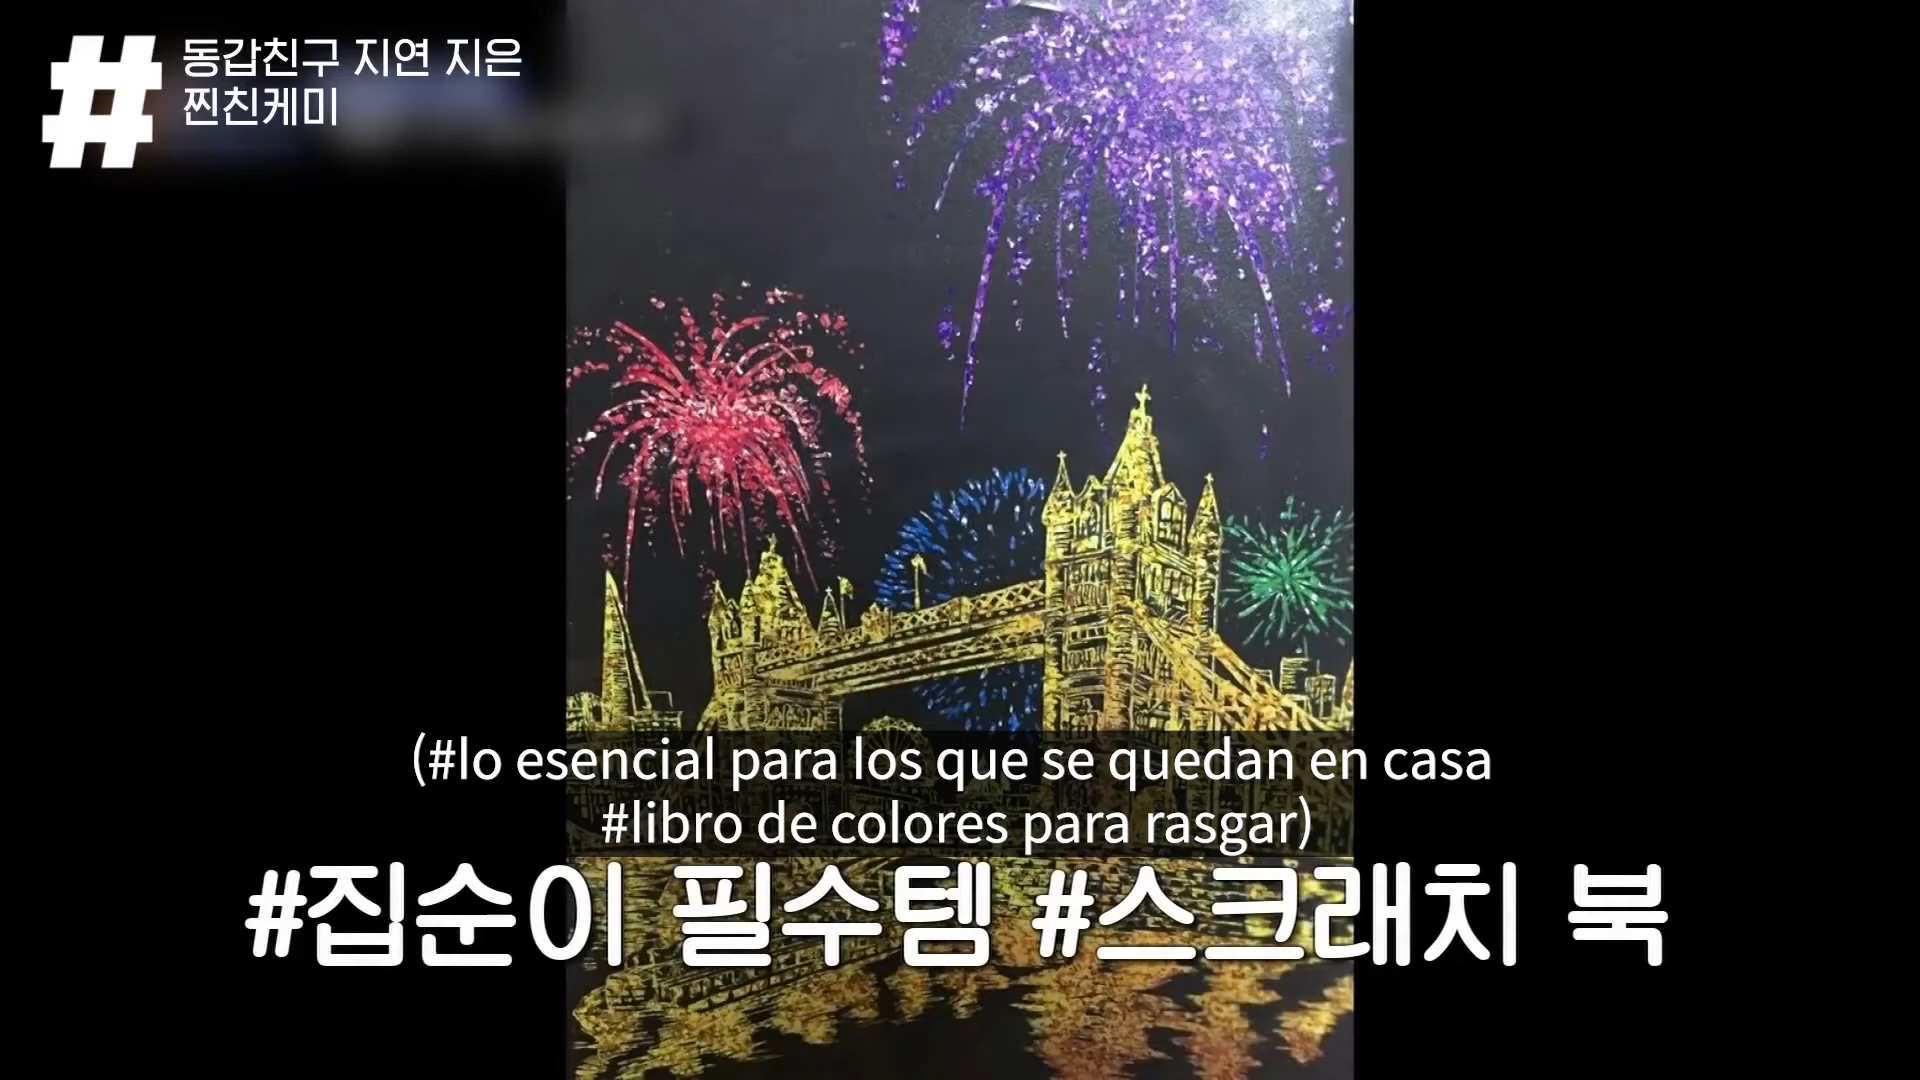 # 동갑친구 지연 지은
찐친케미
(#lo esencial para los que se quedan en casa
#libro de colores para rasgar)
#집순이 필수템 #스크래치 북